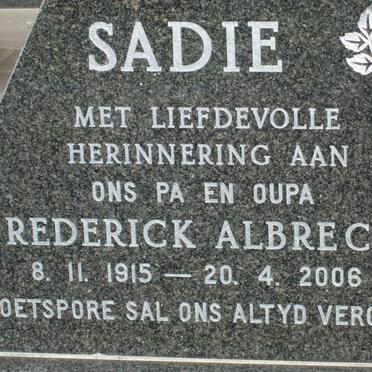 SADIE
MET LIEFDEVOLLE
HERINNERING AAN
ONS PA EN OUPA
REDERICK ALBREC
8. 11. 1915 — 20. 4. 2006
OETSPORE SAL ONS ALTYD VERO